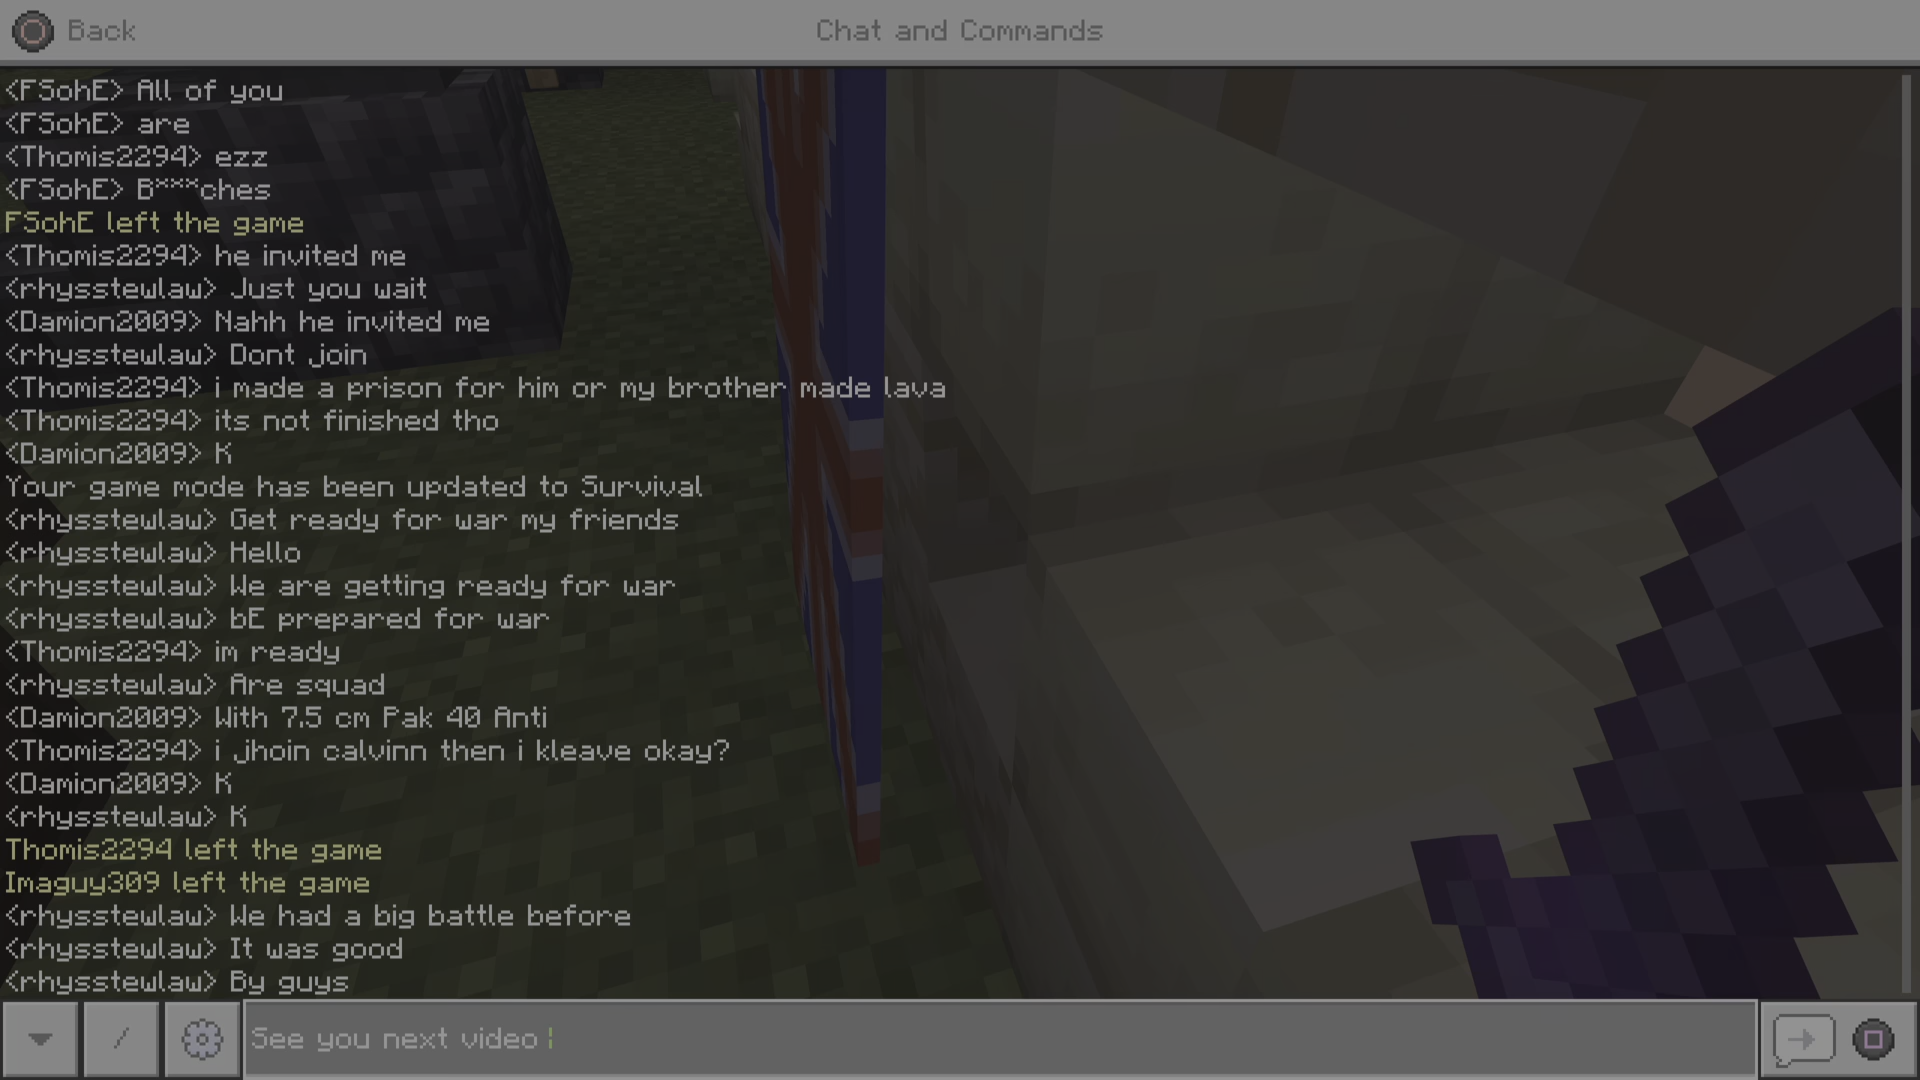 Back
Chat and Commands
<FSohE> All of you
<FSohE> are
<Thomis2294> ezz
<FSohE> B***ches
FSohE left the game
<Thomis2294> he invited me
<rhysstewlaw> Just you wait
<Damion2009> Nahh he invited me
<rhysstewlaw> Dont join
<Thomis2294> i made a prison for him or my brother made lava
<Thomis2294> its not finished tho
<Damion2009> K
Your game mode has been updated to Survival
<rhysstewlaw> Get ready for war my friends
<rhysstewlaw> Hello
<rhysstewlaw> We are getting ready for war
<rhysstewlaw> bE prepared for war
<Thomis2294> im ready
<rhysstewlaw> Are squad
<Damion2009> With 7.5 cm Pak 40 Anti
<Thomis2294> i jhoin calvinn then i kleave okay?
<Damion2009> K
<rhysstewlaw> K
Thomis2294 left the game
Imaguy309 left the game
<rhysstewlaw> We had a big battle before
<rhysstewlaw> It was good
<rhysstewlaw> By guys
/
See you next video